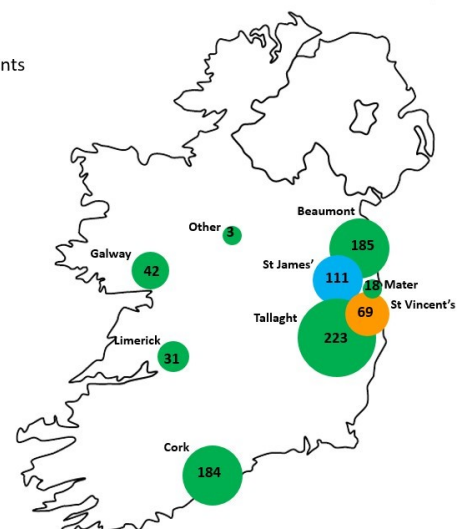 nts
Beaumont
185
Other 3
St James’
111
18 Mater
Galway
42
St Vincent’s
69
Tallaght
223
Limerick
31
Cork
184